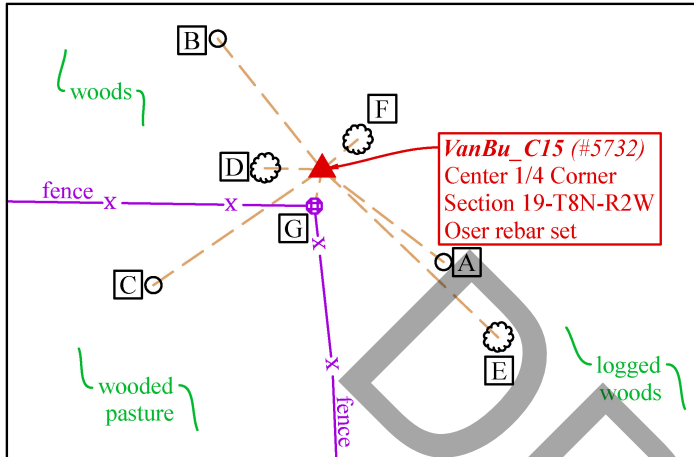 B
woods
F
VanBu_C15 (#5732)
Center 1/4 Corner
Section 19-T8N-R2W
Oser rebar set
D
fence
x
x
G
x
A
C
E
x
wooded
pasture
fence
logged
woods